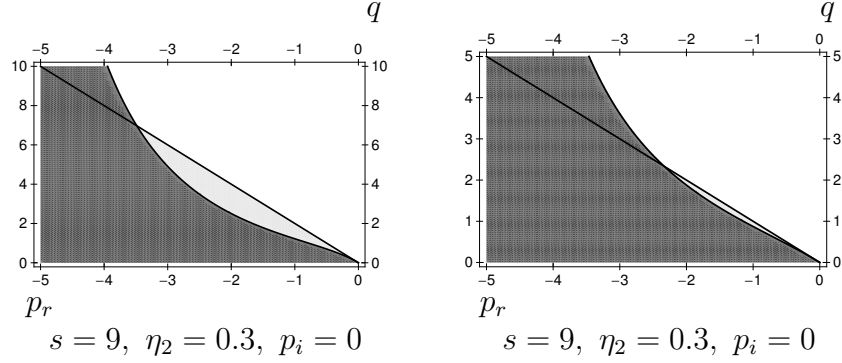 q q
−5 −4 −3 −2 −1 0 −5 −4 −3 −2 −1 0
10 10 5 5
8 8 4 4
6 6 3 3
4 4 2 2
2 2 1 1
0 0 0 0
−5 −4 −3 −2 −1 0 −5 −4 −3 −2 −1 0
p_r p_r
s = 9, η_2 = 0.3, p_i = 0 s = 9, η_2 = 0.3, p_i = 0